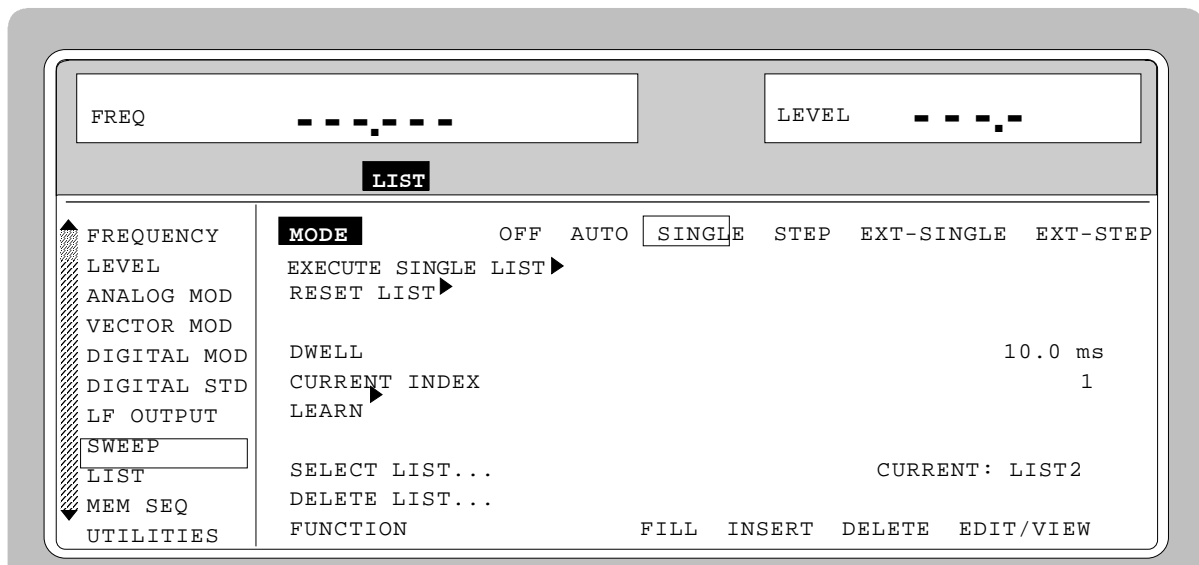 FREQ - - -.- - - LEVEL - - -.-
LIST
FREQUENCY
LEVEL
ANALOG MOD
VECTOR MOD
DIGITAL MOD
DIGITAL STD
LF OUTPUT
SWEEP
LIST
MEM SEQ
UTILITIES
MODE OFF AUTO SINGLE STEP EXT-SINGLE EXT-STEP
EXECUTE SINGLE LIST
RESET LIST
DWELL 10.0 ms
CURRENT INDEX 1
LEARN
SELECT LIST... CURRENT: LIST2
DELETE LIST...
FUNCTION FILL INSERT DELETE EDIT/VIEW